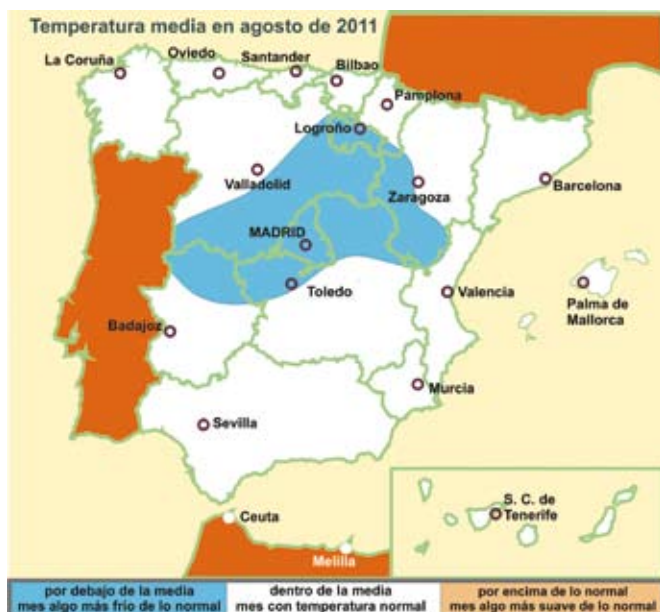 Temperatura media en agosto de 2011
La Coruña
Oviedo
Santander
Bilbao
Pamplona
Logroño
Valladolid
Zaragoza
Barcelona
MADRID
Toledo
Valencia
Palma de
Mallorca
Badajoz
Murcia
Sevilla
S. C. de
Tenerife
Ceuta
Melilla
por debajo de la media
mes algo más frío de lo normal
dentro de la media
mes con temperatura normal
por encima de lo normal
mes algo más suave de lo normal